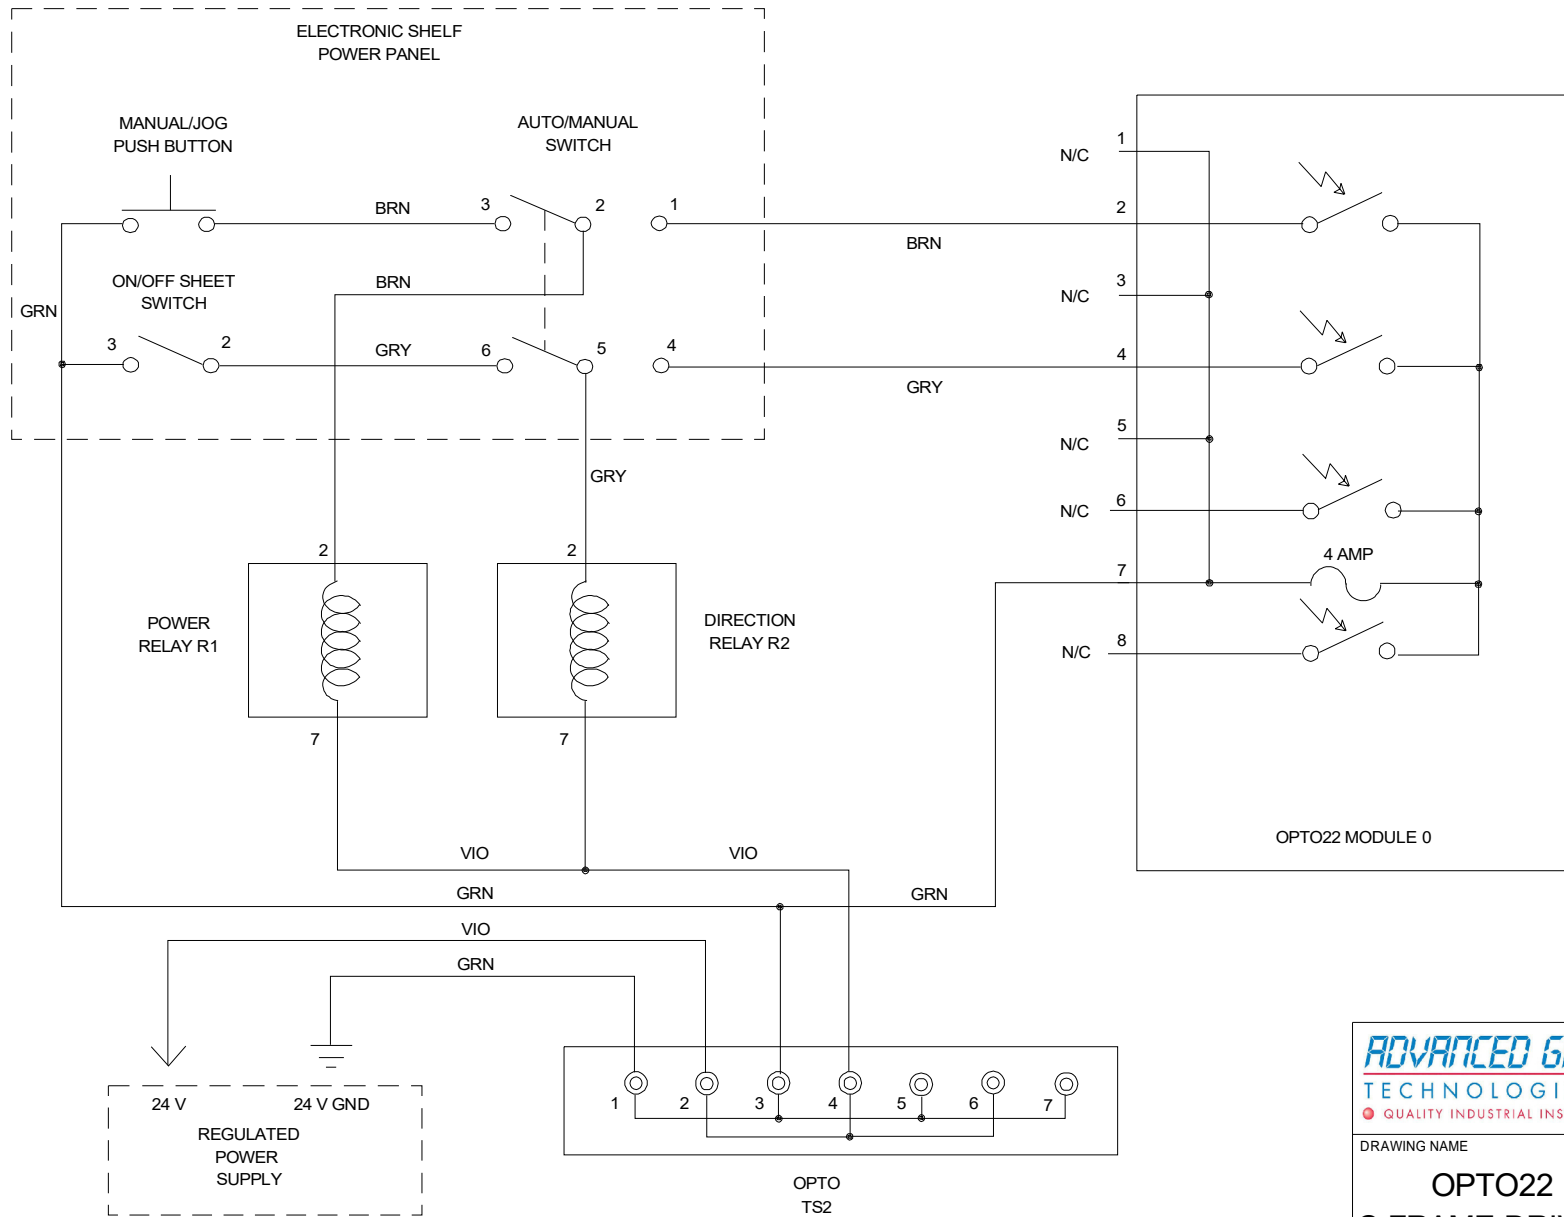 ELECTRONIC SHELF
POWER PANEL
MANUAL/JOG
PUSH BUTTON
AUTO/MANUAL
SWITCH
BRN
3
2
1
BRN
ON/OFF SHEET
SWITCH
BRN
GRN
3
2
GRY
6
5
4
GRY
GRY
N/C
1
2
N/C
3
4
N/C
5
N/C
6
7
4 AMP
N/C
8
OPTO22 MODULE 0
2
POWER
RELAY R1
7
2
DIRECTION
RELAY R2
7
VIO
VIO
GRN
GRN
VIO
GRN
24 V
24 V GND
REGULATED
POWER
SUPPLY
1
2
3
4
5
6
7
OPTO
TS2
ADVANCED
TECHNOLOGI
QUALITY INDUSTRIAL INS
DRAWING NAME
OPTO22